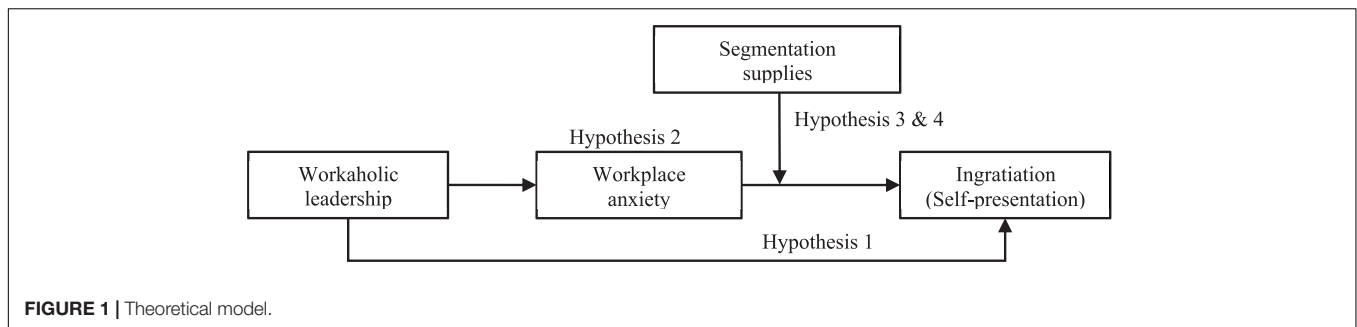 Segmentation
supplies
Hypothesis 3 & 4
Hypothesis 2
Workaholic
leadership
Workplace
anxiety
Ingratiation
(Self-presentation)
Hypothesis 1
FIGURE 1 | Theoretical model.